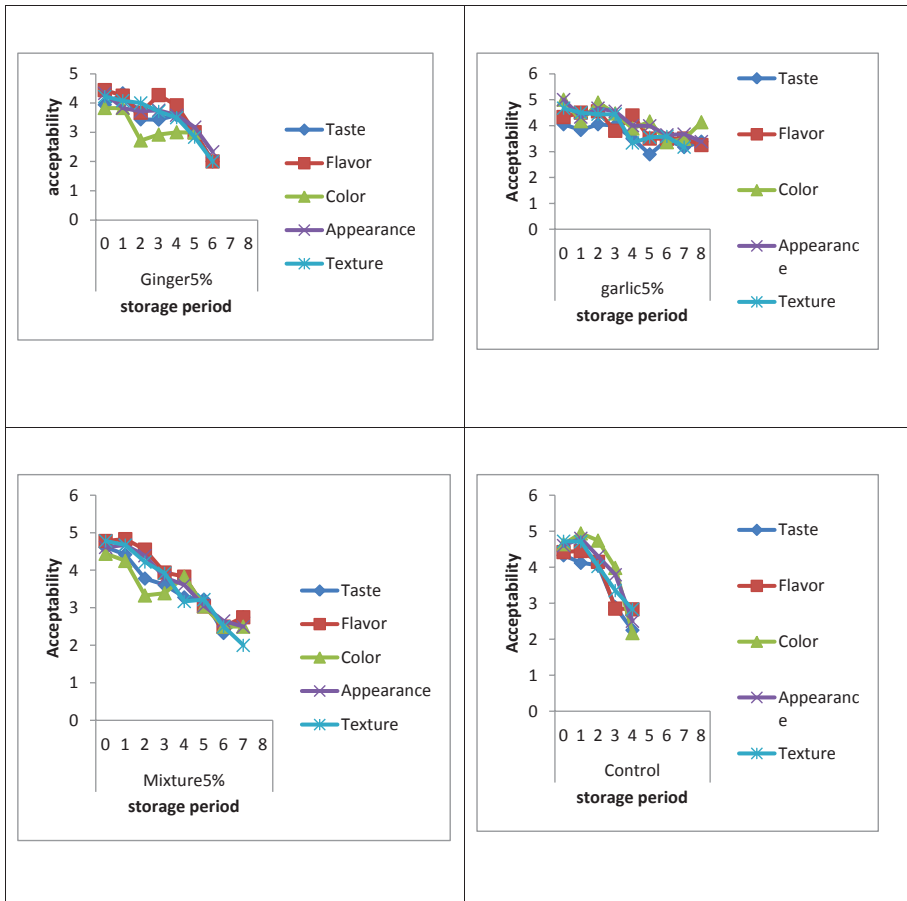 acceptability
5
4
3
2
1
0
0 1 2 3 4 5 6 7 8
Ginger5%
storage period
Taste
Flavor
Color
Appearance
Texture
Acceptability
6
5
4
3
2
1
0
0 1 2 3 4 5 6 7 8
garlic5%
storage period
Taste
Flavor
Color
Appearanc
e
Texture
Acceptability
6
5
4
3
2
1
0
0 1 2 3 4 5 6 7 8
Mixture5%
storage period
Taste
Flavor
Color
Appearance
Texture
Acceptability
6
5
4
3
2
1
0
0 1 2 3 4 5 6 7 8
Control
storage period
Taste
Flavor
Color
Appearanc
e
Texture